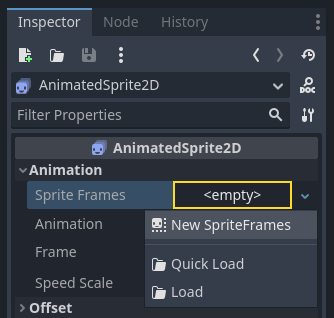 Inspector Node History
AnimatedSprite2D
DOC
Filter Properties
AnimatedSprite2D
Animation
Sprite Frames <empty>
Animation
New SpriteFrames
Frame
Quick Load
Speed Scale
Load
Offset